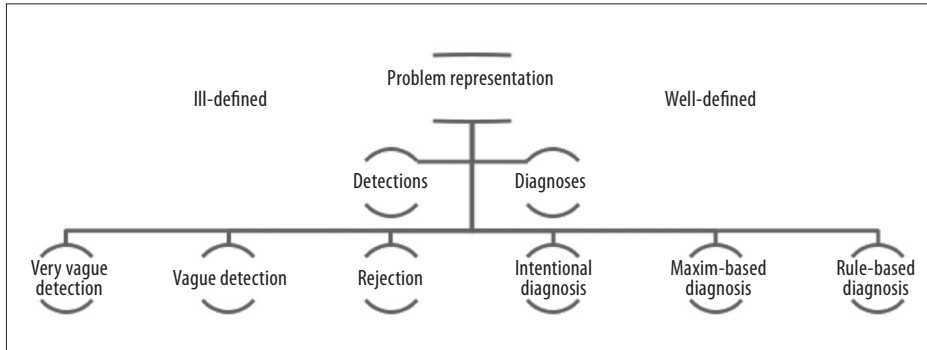 Problem representation
Ill-defined
Well-defined
Detections
Diagnoses
Very vague
detection
Vague detection
Rejection
Intentional
diagnosis
Maxim-based
diagnosis
Rule-based
diagnosis